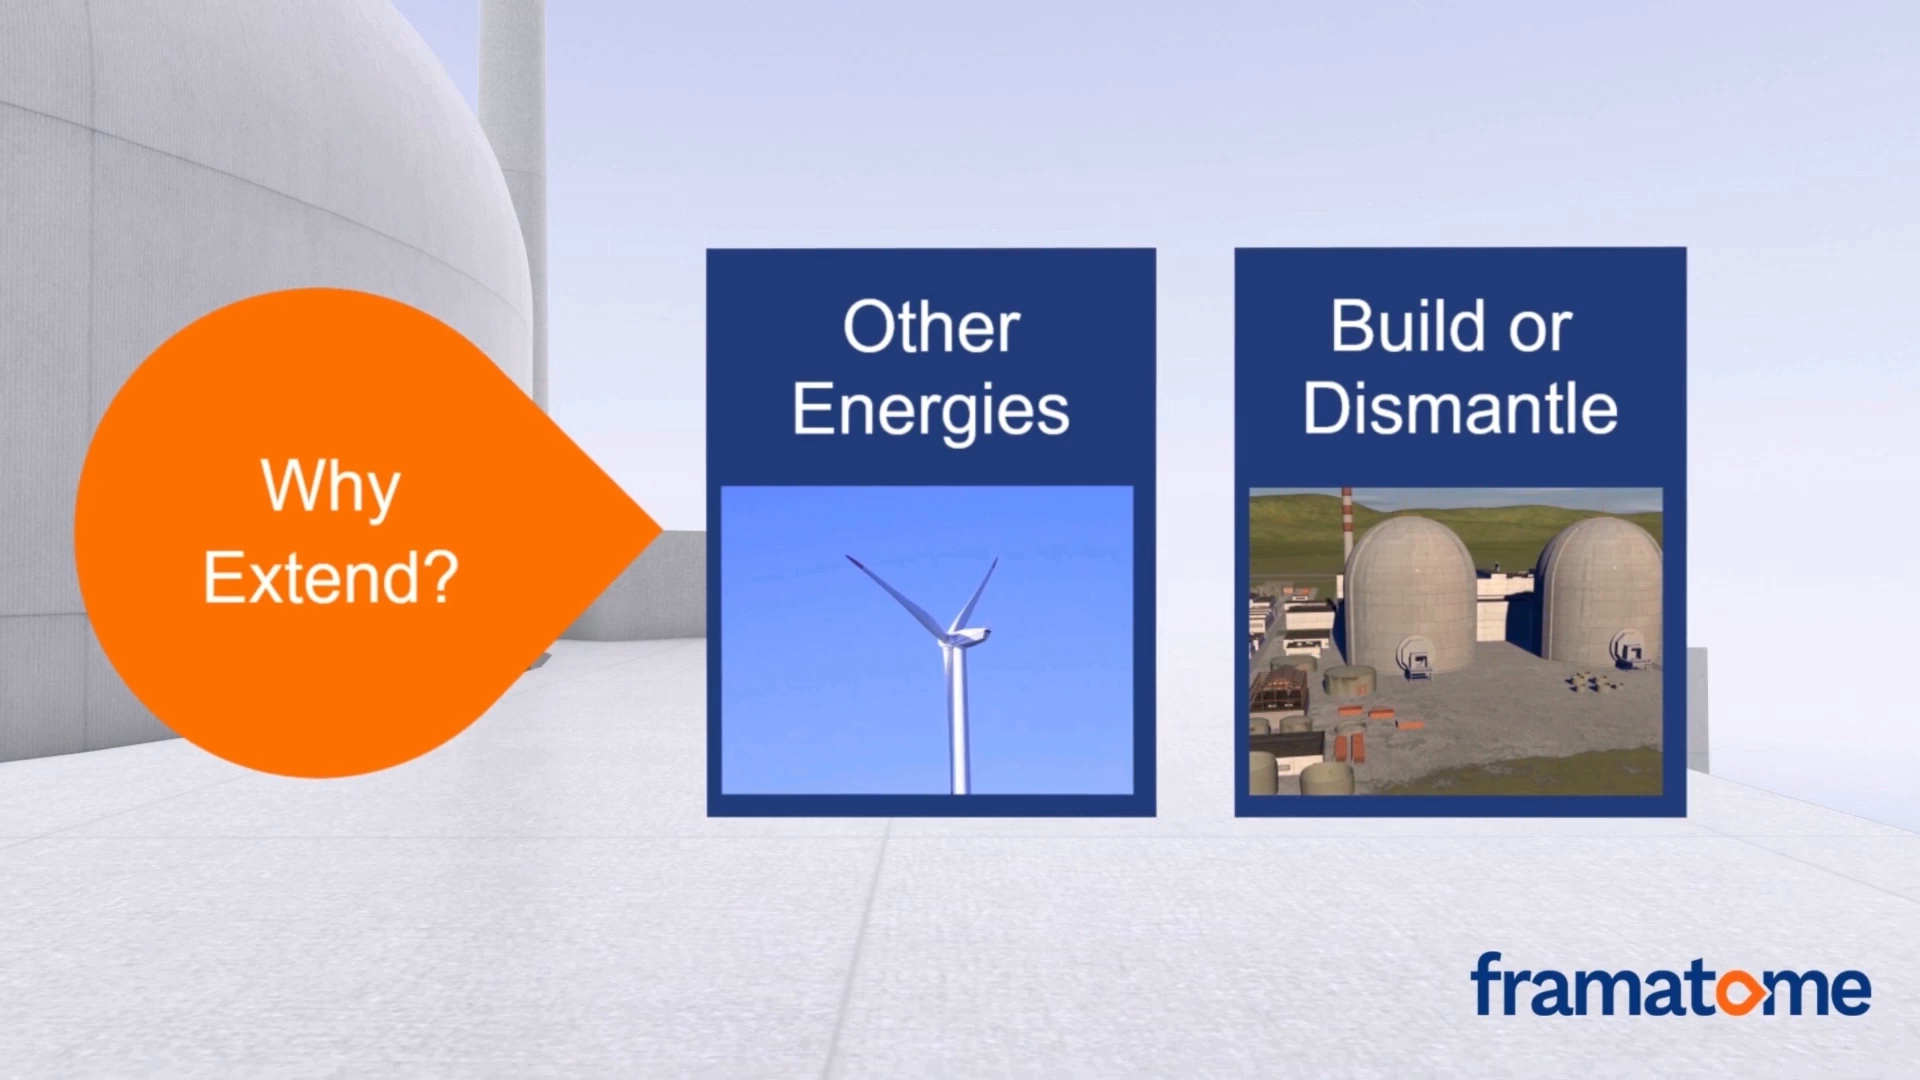 Why
Extend?
Other
Energies
Build or
Dismantle
framatome